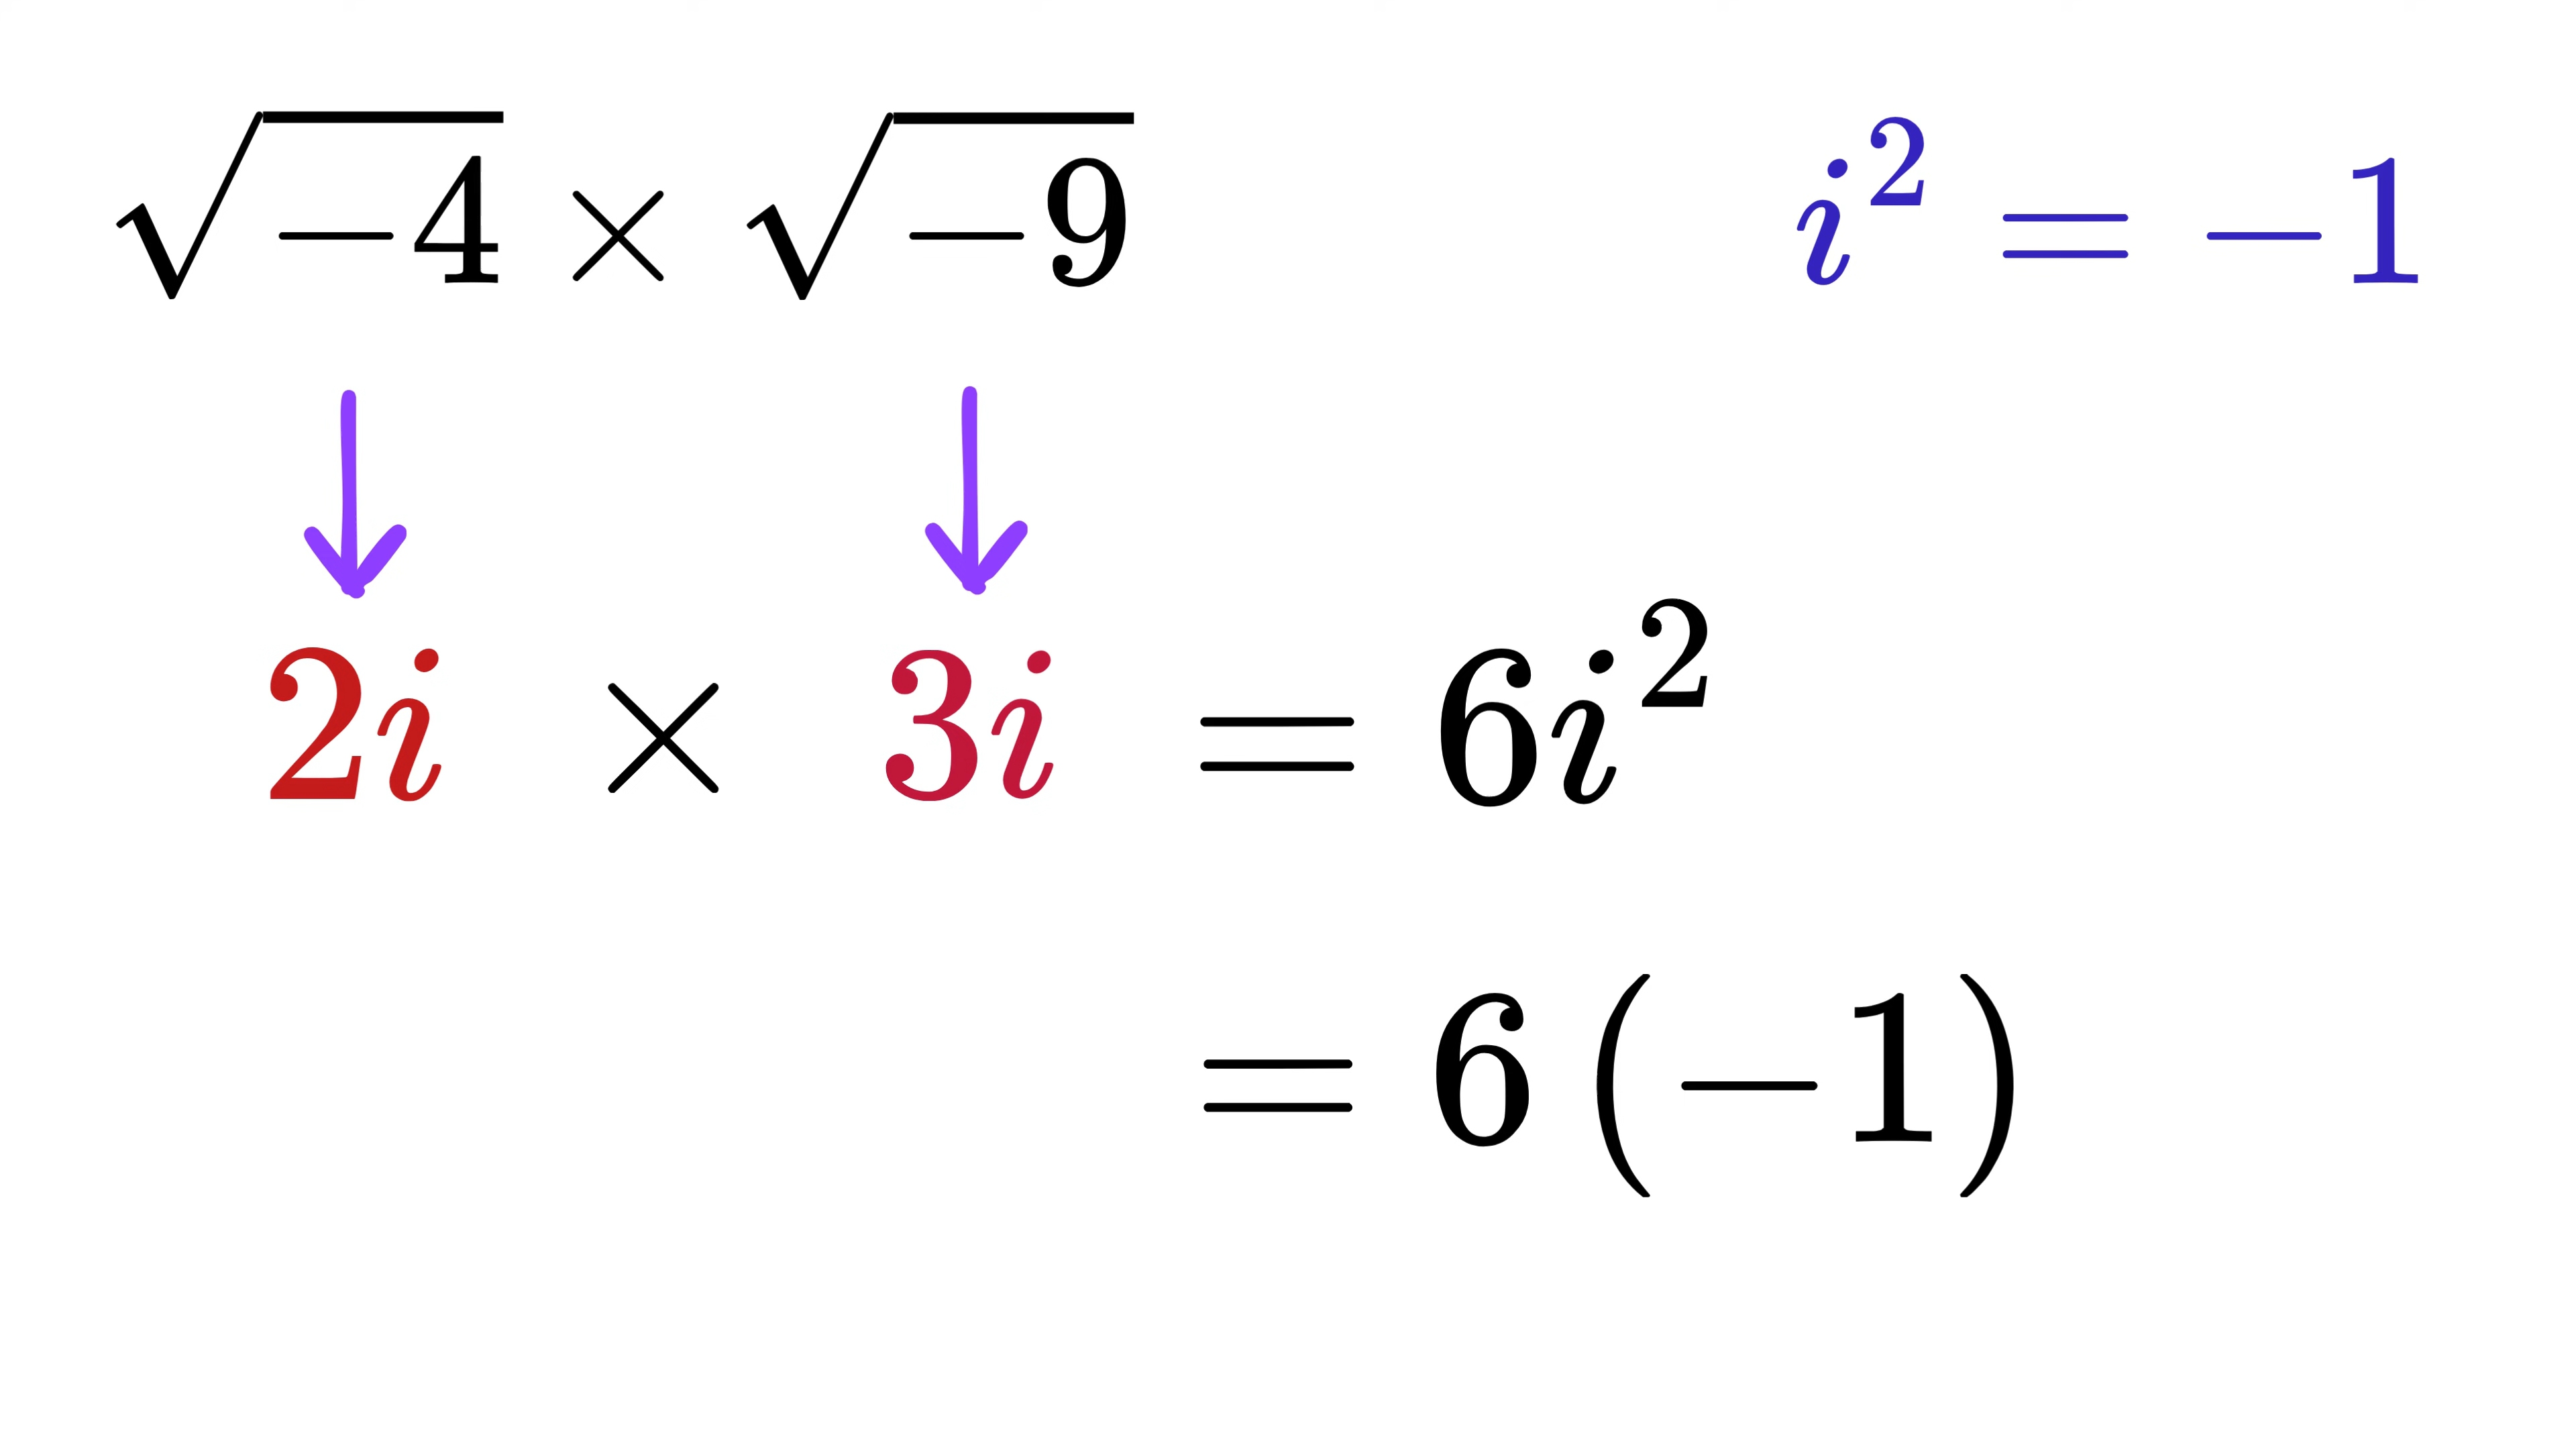 √−4 × √−9 i² = −1
2i × 3i = 6i²
= 6 (−1)